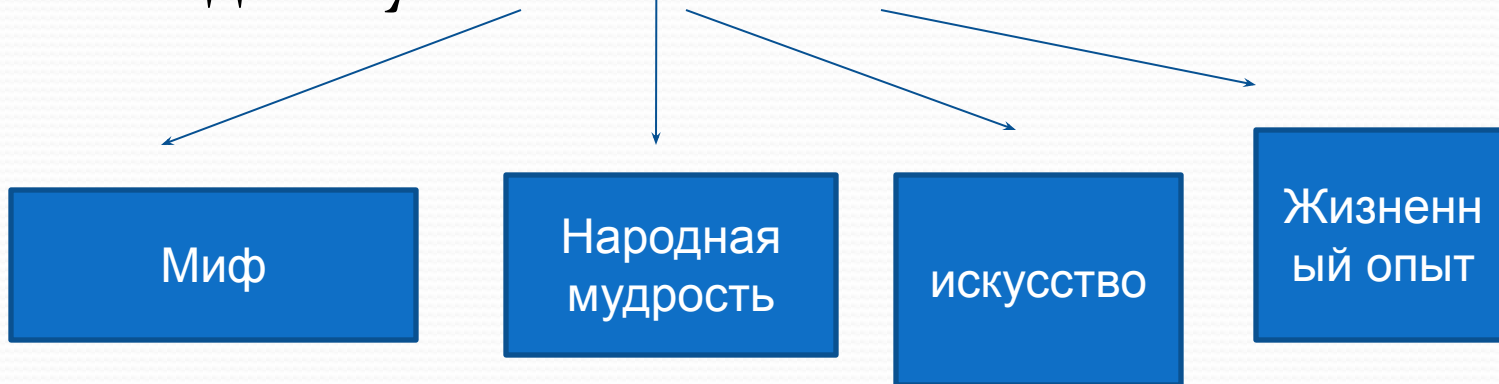 Миф
Народная
мудрость
искусство
Жизненн
ый опыт